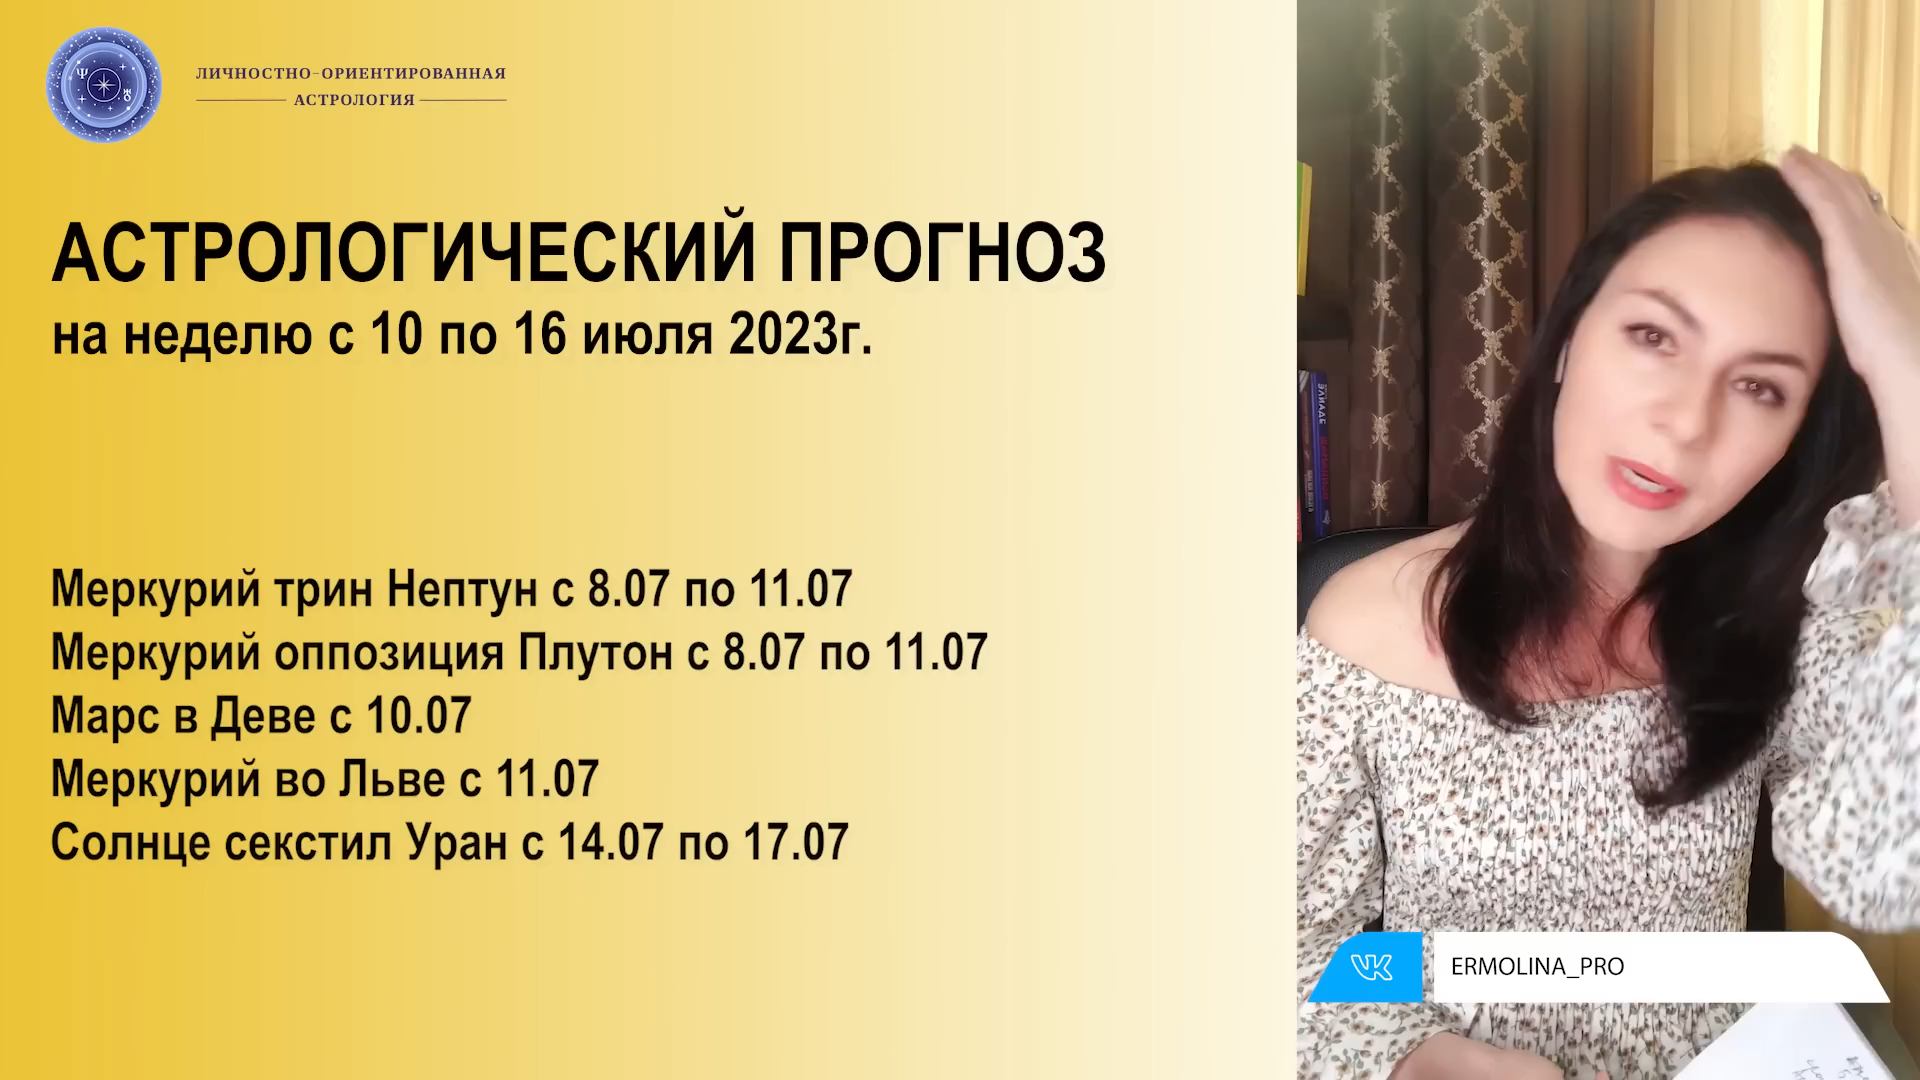 ЛИЧНОСТНО-ОРИЕНТИРОВАННАЯ
АСТРОЛОГИЯ
АСТРОЛОГИЧЕСКИЙ ПРОГНОЗ
на неделю с 10 по 16 июля 2023г.
Меркурий трин Нептун с 8.07 по 11.07
Меркурий оппозиция Плутон с 8.07 по 11.07
Марс в Деве с 10.07
Меркурий во Льве с 11.07
Солнце секстил Уран с 14.07 по 17.07
ЭЛИАДЕ
VK
ERMOLINA_PRO